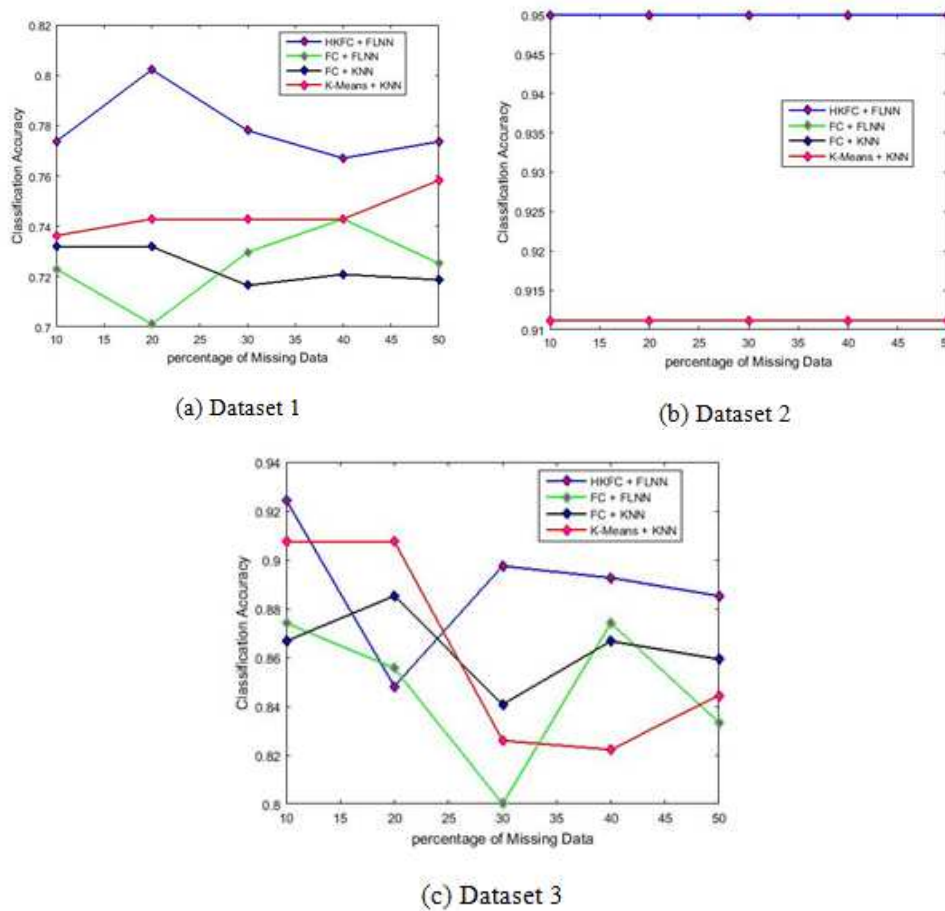 0.82
0.8
0.78
0.76
0.74
0.72
0.7
Classification Accuracy
HKFC + FLNN
FC + FLNN
FC + KNN
K-Means + KNN
10 15 20 25 30 35 40 45 50
percentage of Missing Data
(a) Dataset 1
0.95
0.945
0.94
0.935
0.93
0.925
0.92
0.915
0.91
Classification Accuracy
HKFC + FLNN
FC + FLNN
FC + KNN
K-Means + KNN
10 15 20 25 30 35 40 45
percentage of Missing Data
(b) Dataset 2
0.94
0.92
0.9
0.88
0.86
0.84
0.82
0.8
Classification Accuracy
HKFC + FLNN
FC + FLNN
FC + KNN
K-Means + KNN
10 15 20 25 30 35 40 45 50
percentage of Missing Data
(c) Dataset 3